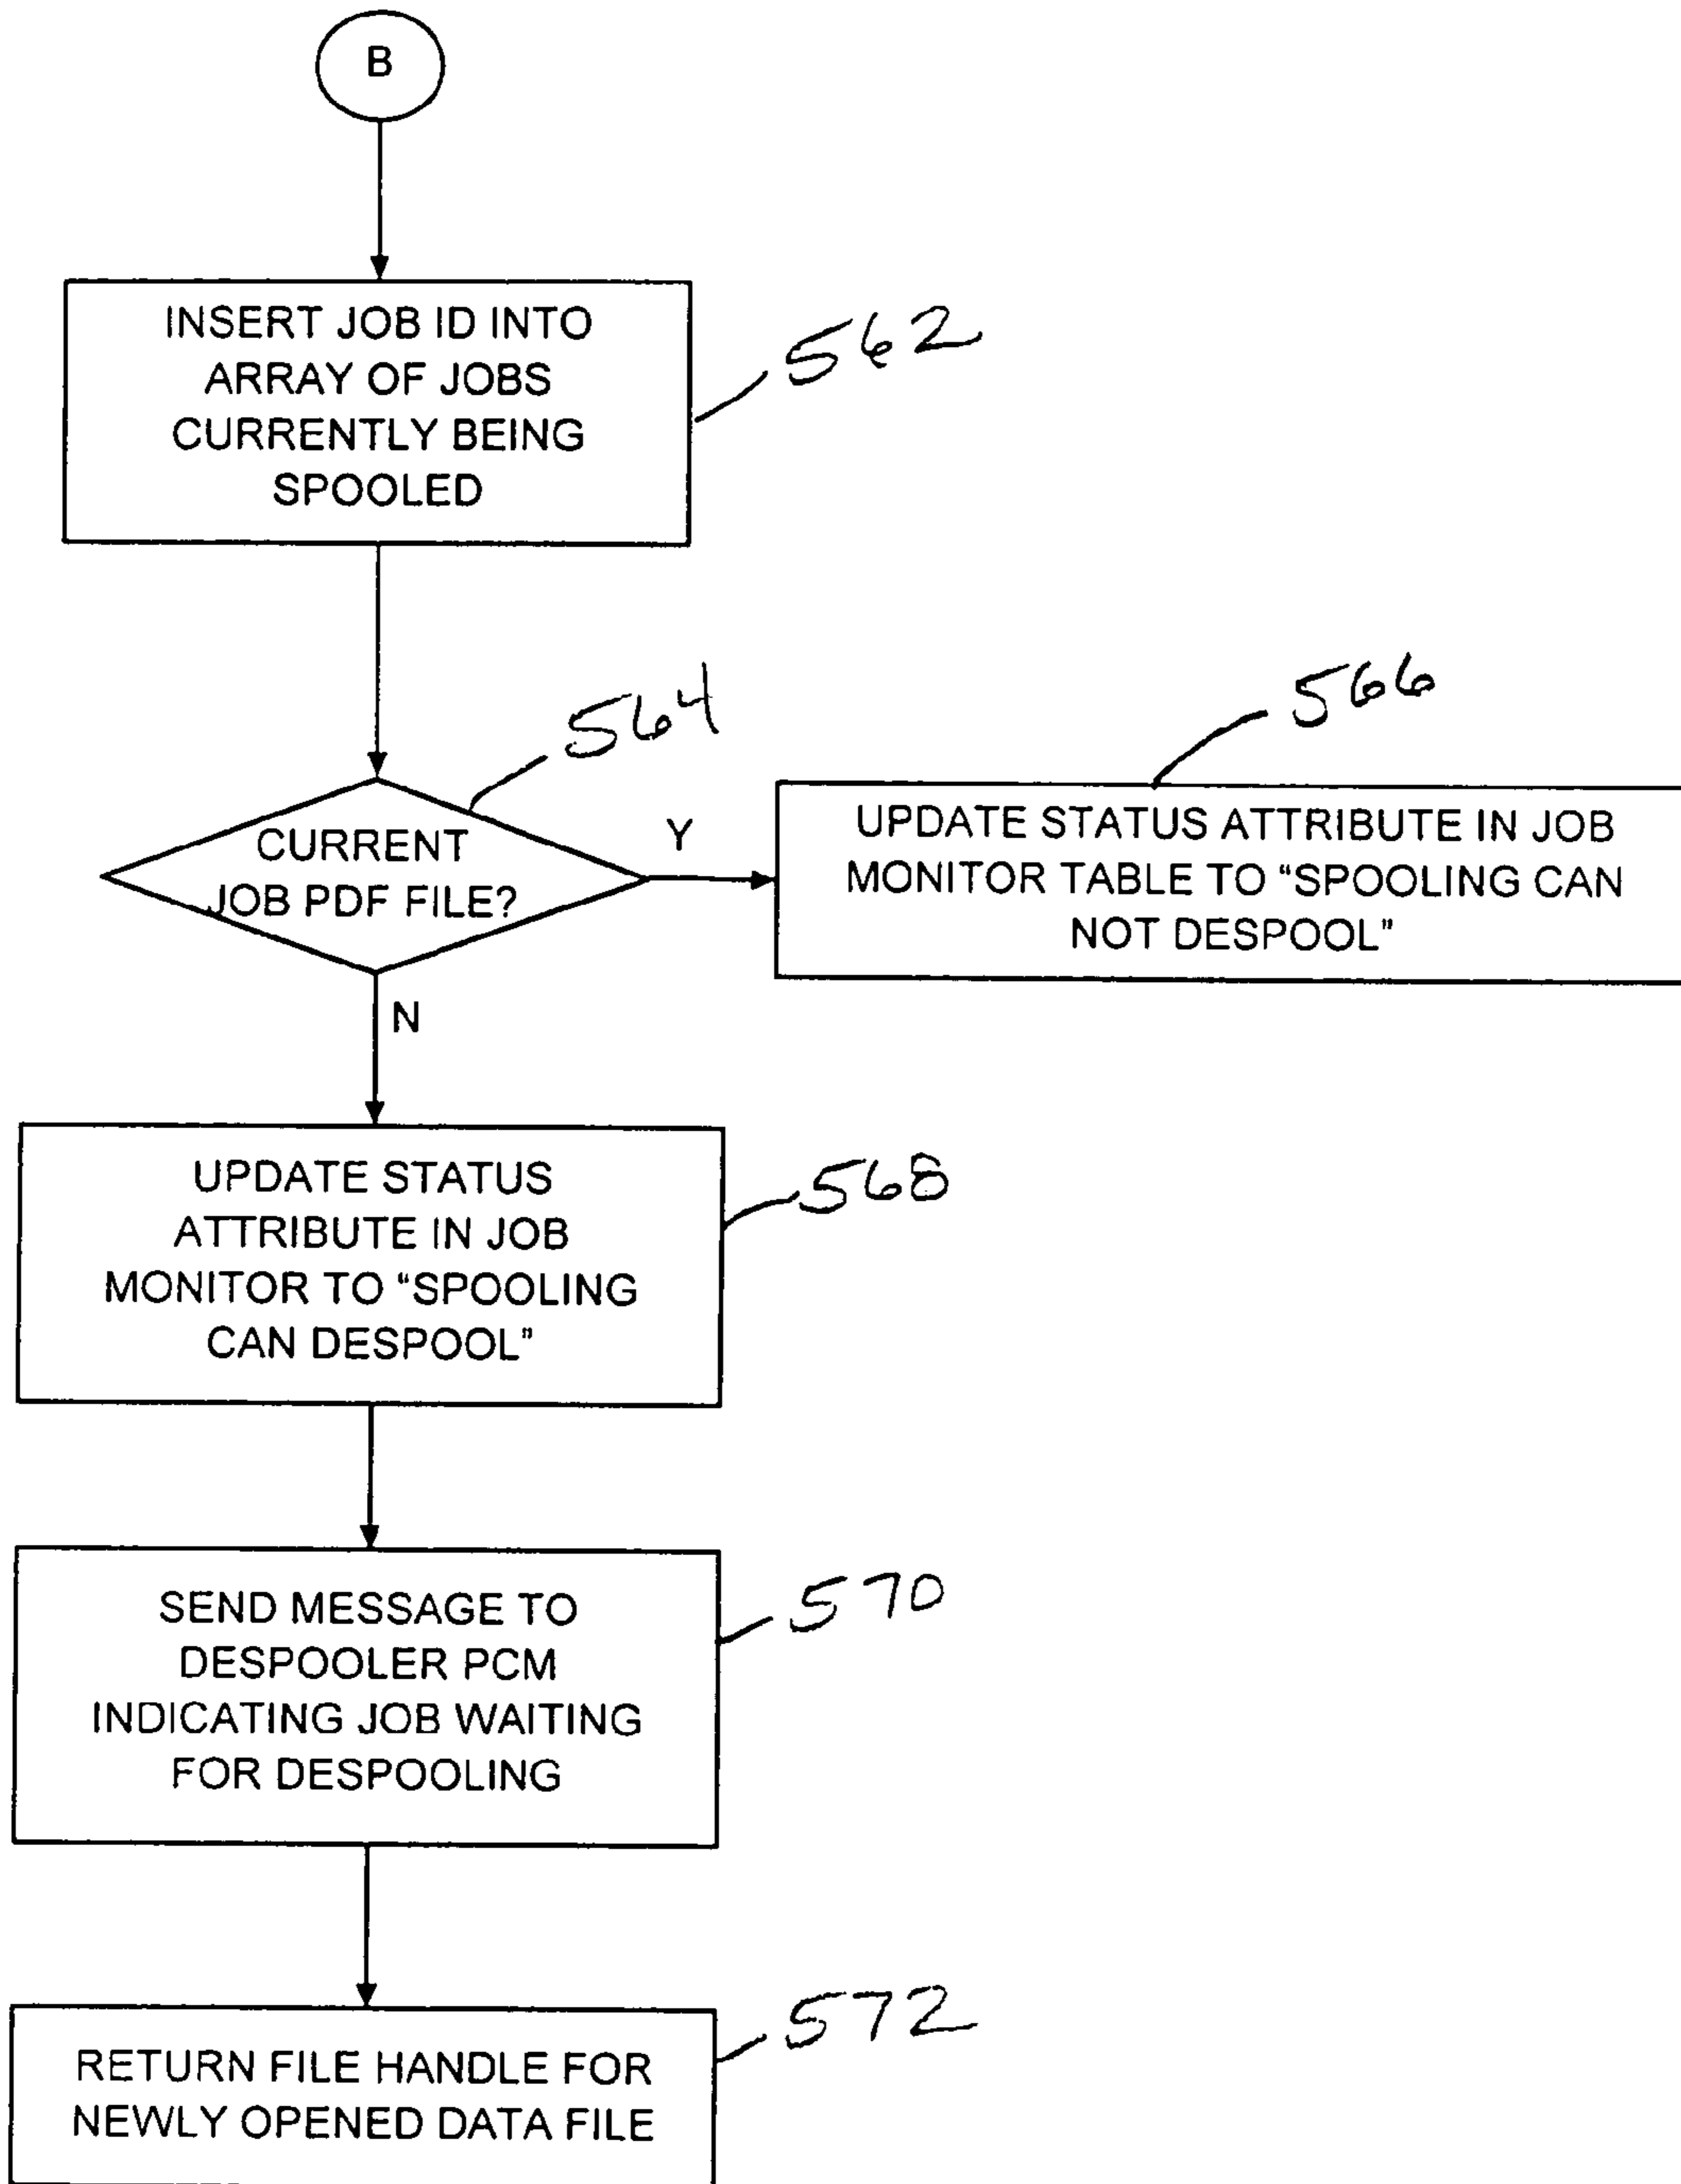 B
INSERT JOB ID INTO
ARRAY OF JOBS
CURRENTLY BEING
SPOOLED
562
564
CURRENT
JOB PDF FILE?
Y
566
UPDATE STATUS ATTRIBUTE IN JOB
MONITOR TABLE TO “SPOOLING CAN
NOT DESPOOL”
N
UPDATE STATUS
ATTRIBUTE IN JOB
MONITOR TO “SPOOLING
CAN DESPOOL”
568
SEND MESSAGE TO
DESPOOLER PCM
INDICATING JOB WAITING
FOR DESPOOLING
570
RETURN FILE HANDLE FOR
NEWLY OPENED DATA FILE
572